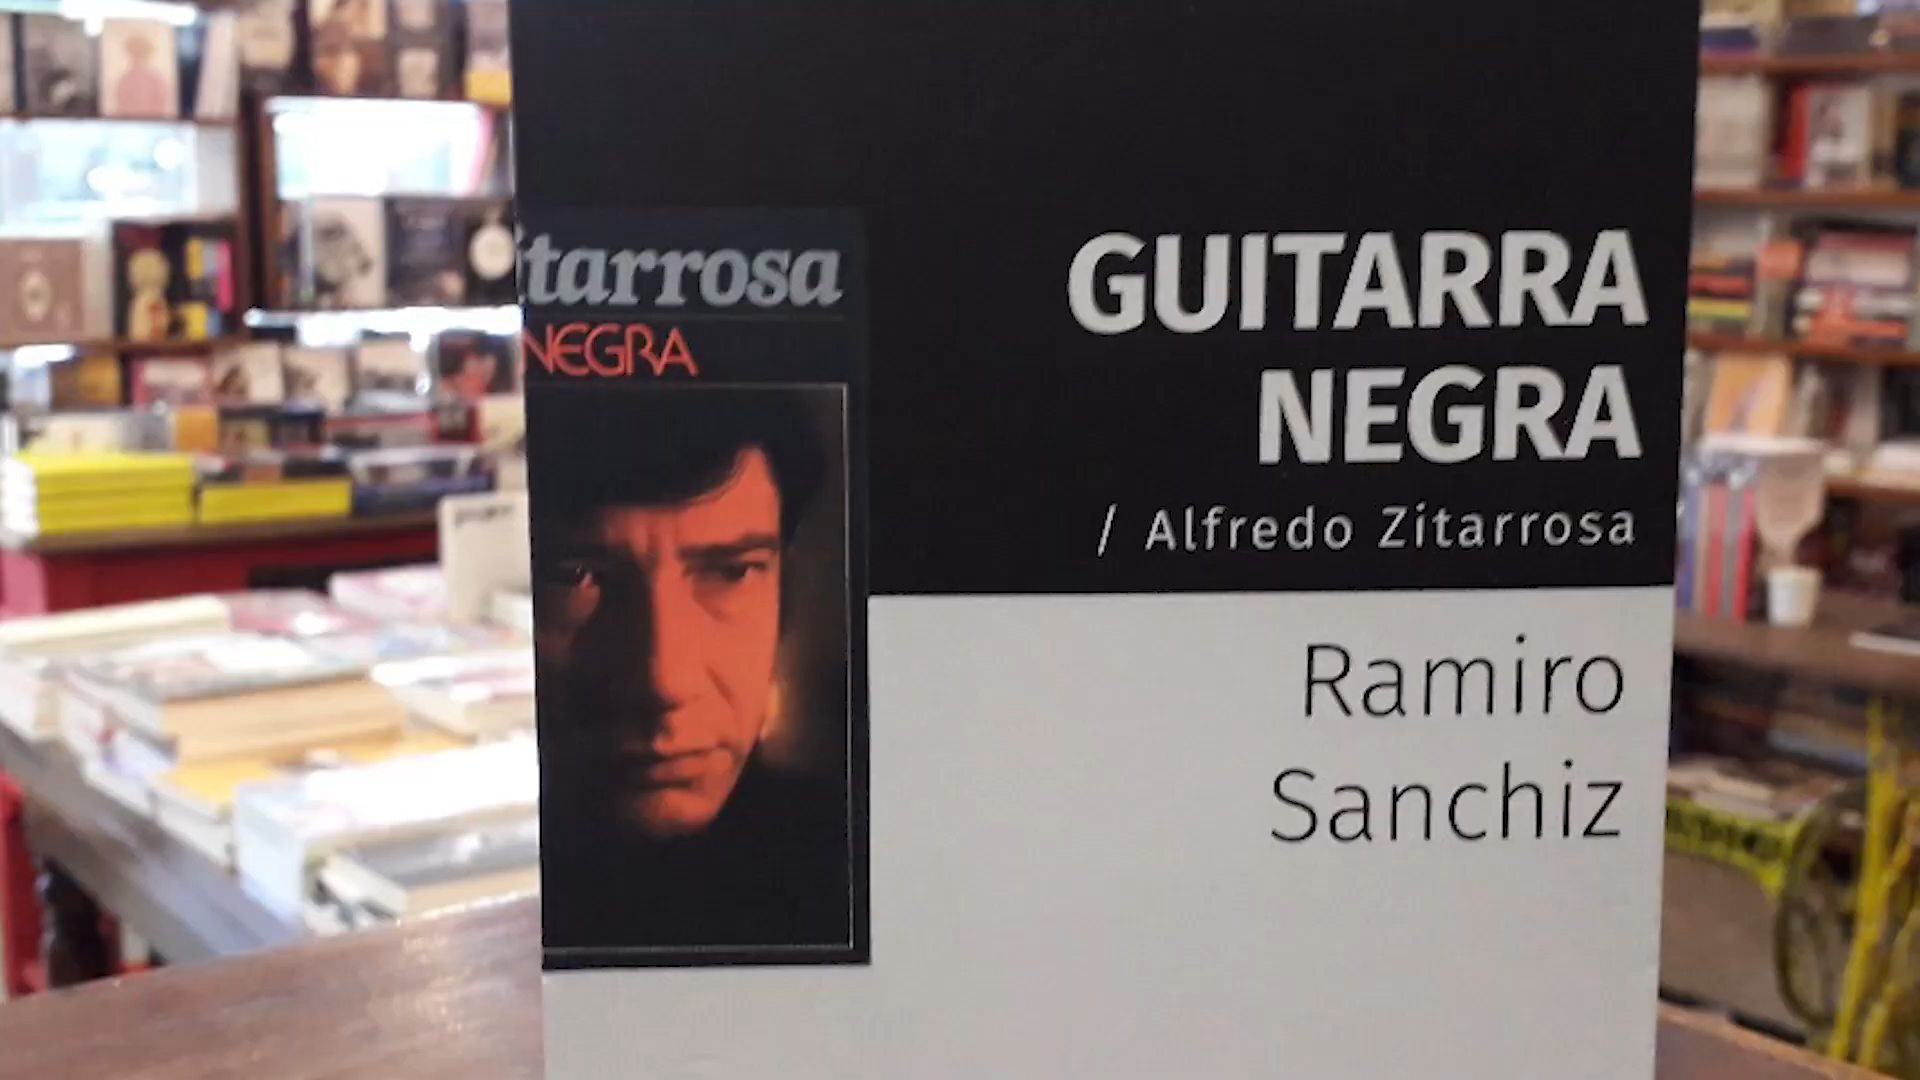 itarrosa
NEGRA
GUITARRA
NEGRA
/ Alfredo Zitarrosa
Ramiro
Sanchiz